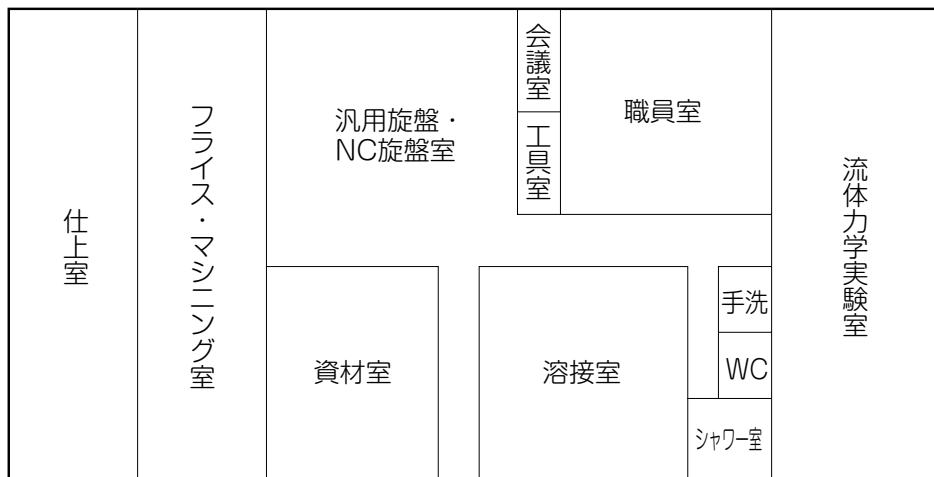 仕上室
フライス・マシニング室
汎用旋盤・
NC旋盤室
会議室
工具室
職員室
流体力学実験室
資材室
溶接室
手洗
WC
シャワー室